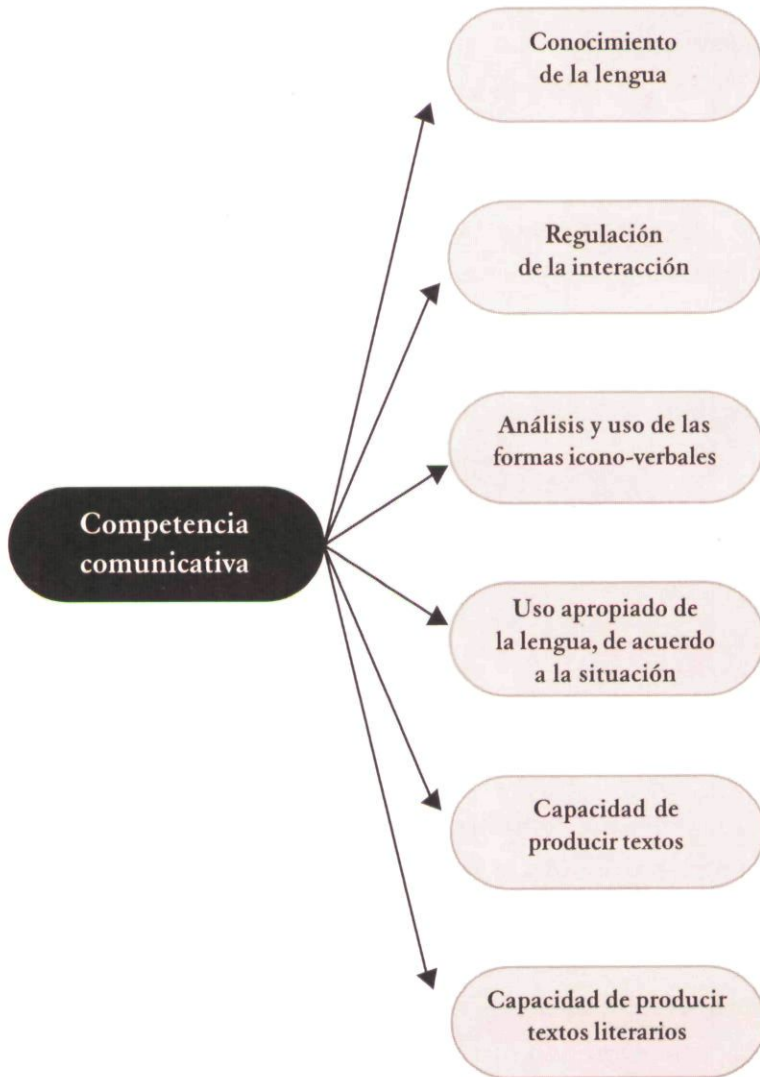 Conocimiento
de la lengua
Regulación
de la interacción
Análisis y uso de las
formas icono-verbales
Competencia
comunicativa
Uso apropiado de
la lengua, de acuerdo
a la situación
Capacidad de
producir textos
Capacidad de producir
textos literarios